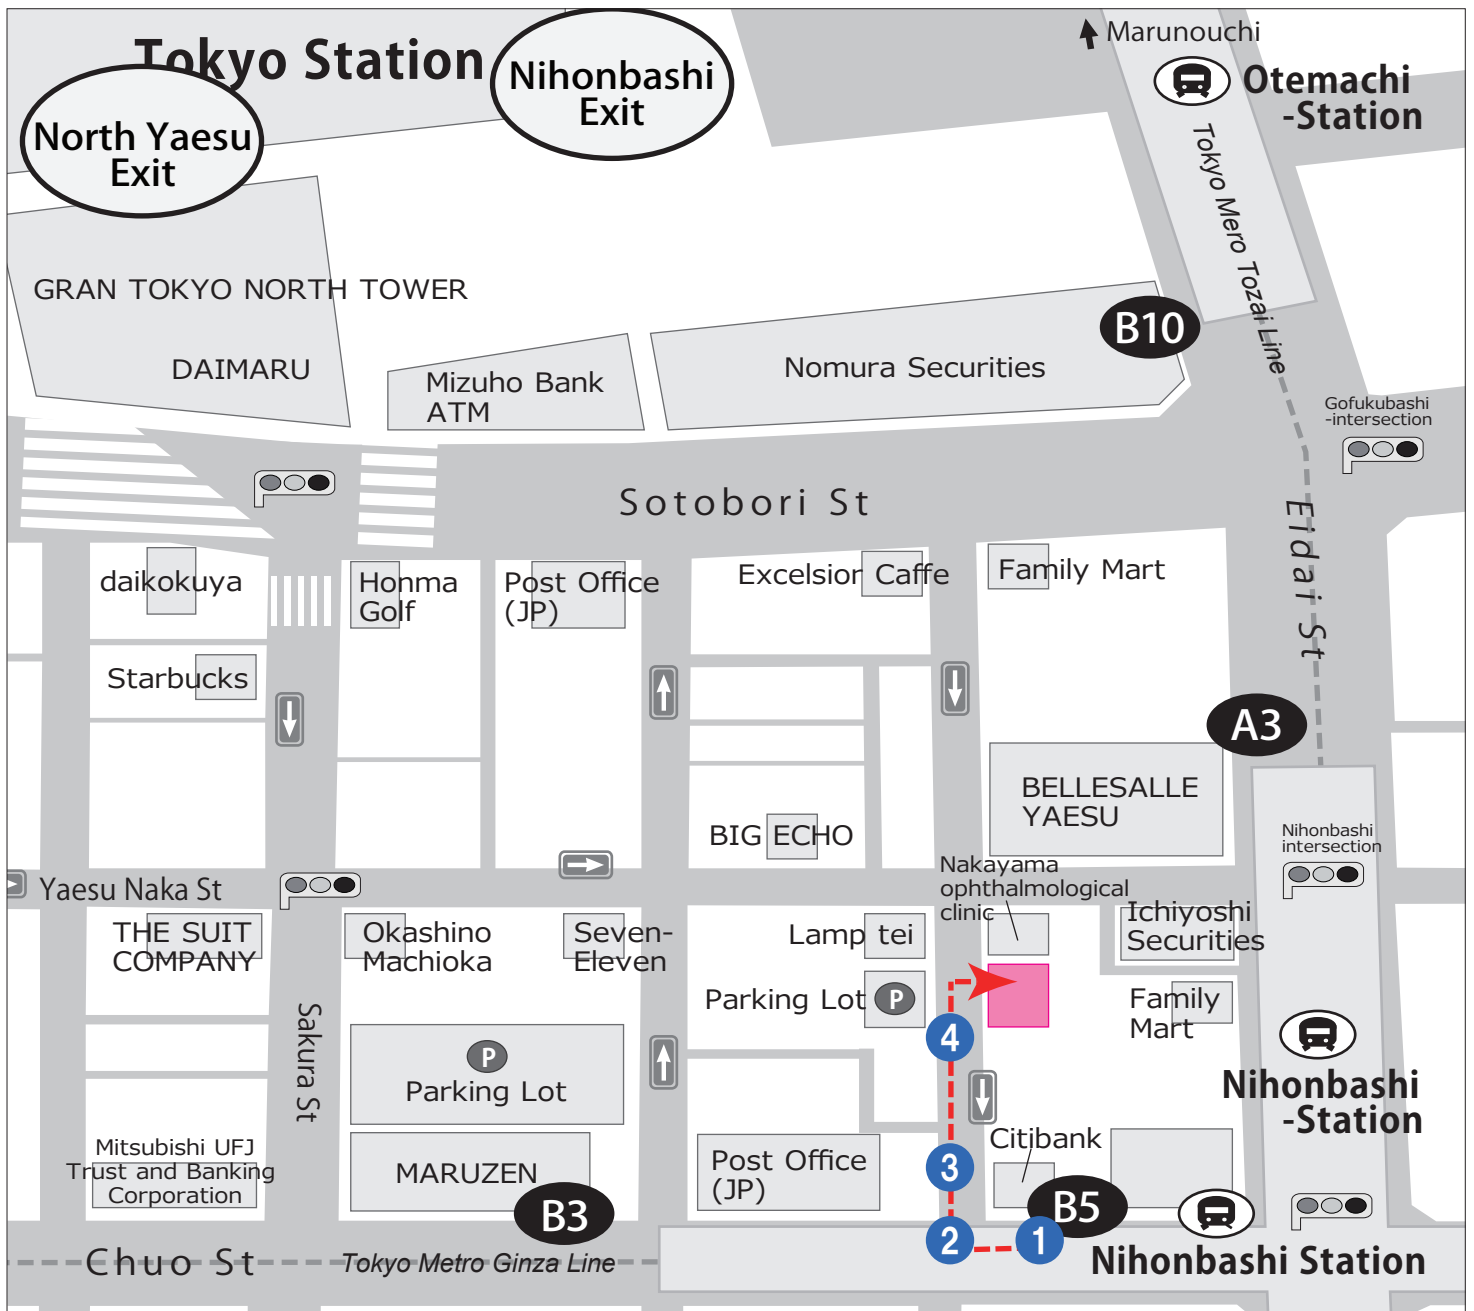 Marunouchi
Tokyo Station
Nihonbashi
Exit
Otemachi
-Station
North Yaesu
Exit
Tokyo Mero Tozai Line
GRAN TOKYO NORTH TOWER
DAIMARU
Mizuho Bank
ATM
Nomura Securities
B10
Gofukubashi
-intersection
Sotobori St
Eidai St
daikokuya
Honma
Golf
Post Office
(JP)
Excelsior Caffe
Family Mart
Starbucks
A3
BELLESALLE
YAESU
BIG ECHO
Nihonbashi
intersection
Yaesu Naka St
Nakayama
ophthalmological
clinic
THE SUIT
COMPANY
Okashino
Machioka
Seven-
Eleven
Lamp tei
Ichiyoshi
Securities
Parking Lot P
Family
Mart
4
Sakura St
P
Parking Lot
Nihonbashi
-Station
Mitsubishi UFJ
Trust and Banking
Corporation
MARUZEN
Post Office
(JP)
3
Citibank
B3
B5
2
1
Chuo St
Tokyo Metro Ginza Line
Nihonbashi Station